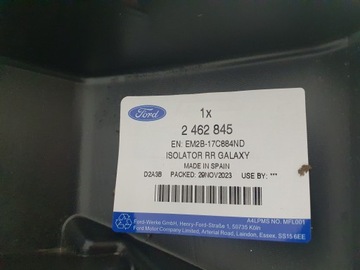 Ford
1x
2 462 845
EN: EM2B-17C884ND
ISOLATOR RR GALAXY
MADE IN SPAIN
D2A3B PACKED: 29NOV2023 USE BY: ***
A4LPMS NO. MFL001
Ford-Werke GmbH, Henry-Ford-Straße 1, 50735 Köln
Ford Motor Company Limited, Arterial Road, Laindon, Essex, SS15 6EE